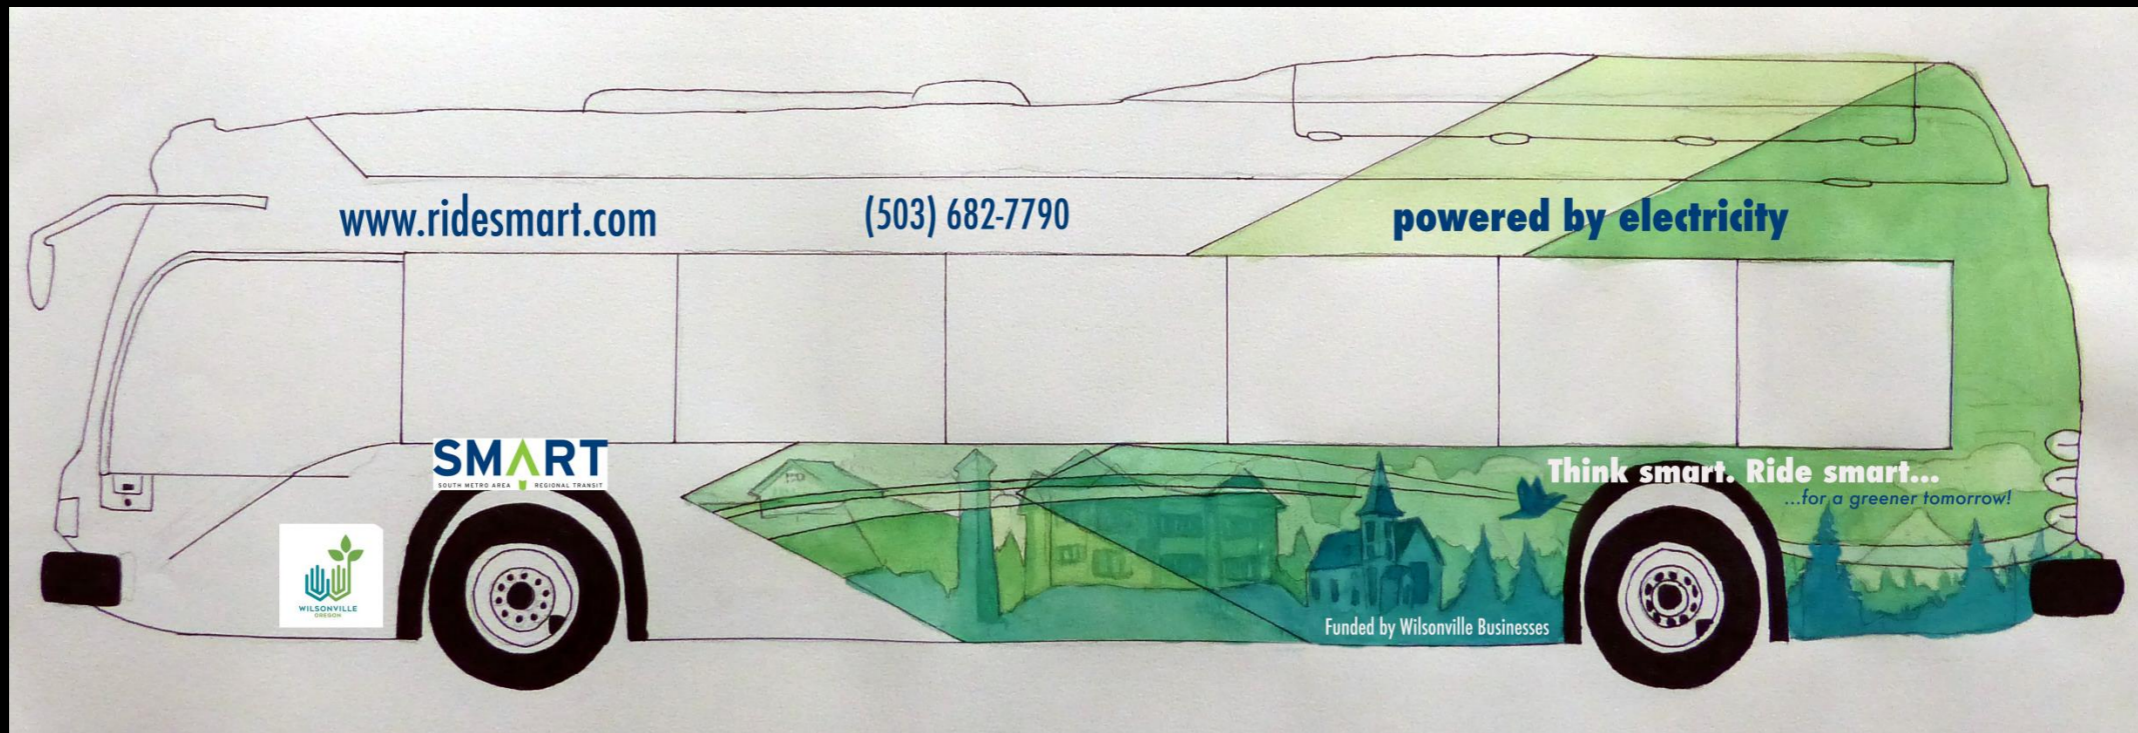 www.ridesmart.com
(503) 682-7790
powered by electricity
SMART
SOUTH METRO AREA REGIONAL TRANSIT
Think smart. Ride smart...
...for a greener tomorrow!
WILSONVILLE
OREGON
Funded by Wilsonville Businesses